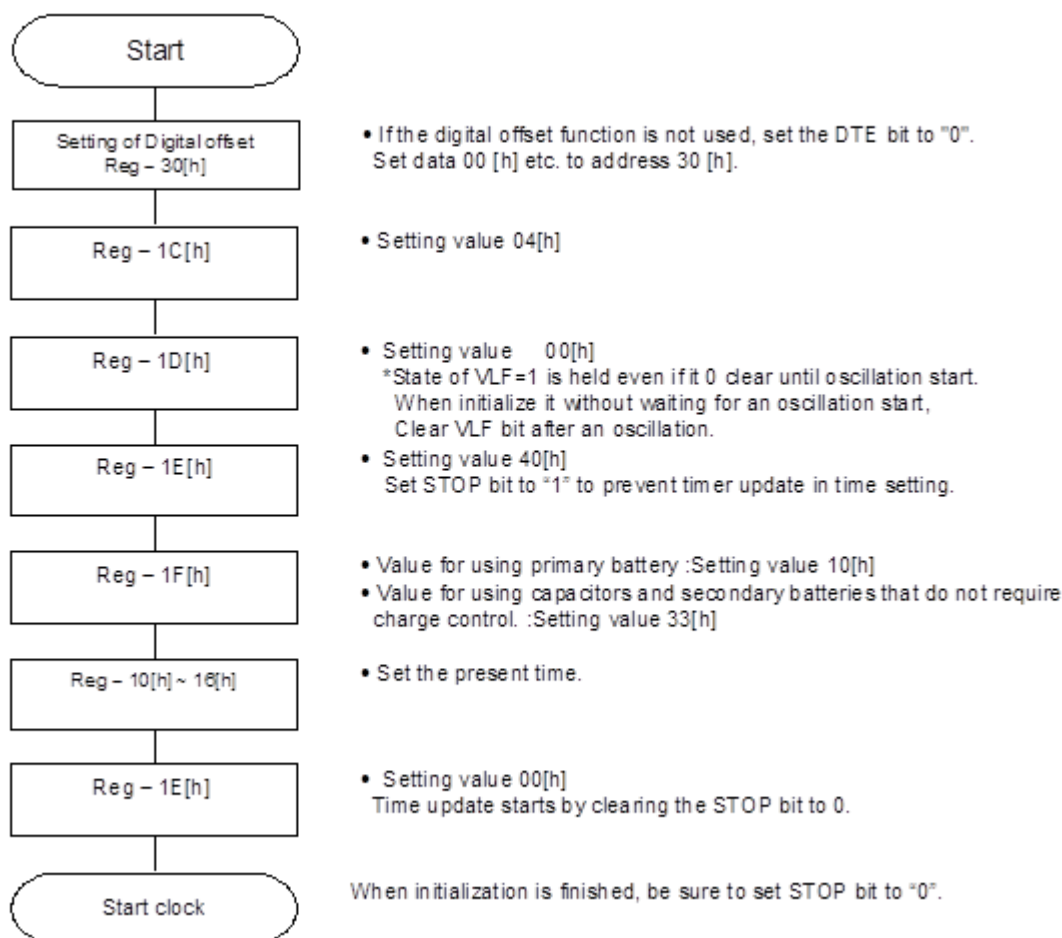 Start
Setting of Digital offset
Reg – 30[h]
• If the digital offset function is not used, set the DTE bit to "0".
Set data 00 [h] etc. to address 30 [h].
Reg – 1C[h]
• Setting value 04[h]
Reg – 1D[h]
• Setting value 00[h]
*State of VLF=1 is held even if it 0 clear until oscillation start.
When initialize it without waiting for an oscillation start,
Clear VLF bit after an oscillation.
Reg – 1E[h]
• Setting value 40[h]
Set STOP bit to “1” to prevent timer update in time setting.
Reg – 1F[h]
• Value for using primary battery :Setting value 10[h]
• Value for using capacitors and secondary batteries that do not require
charge control. :Setting value 33[h]
Reg – 10[h] ~ 16[h]
• Set the present time.
Reg – 1E[h]
• Setting value 00[h]
Time update starts by clearing the STOP bit to 0.
Start clock
When initialization is finished, be sure to set STOP bit to “0”.